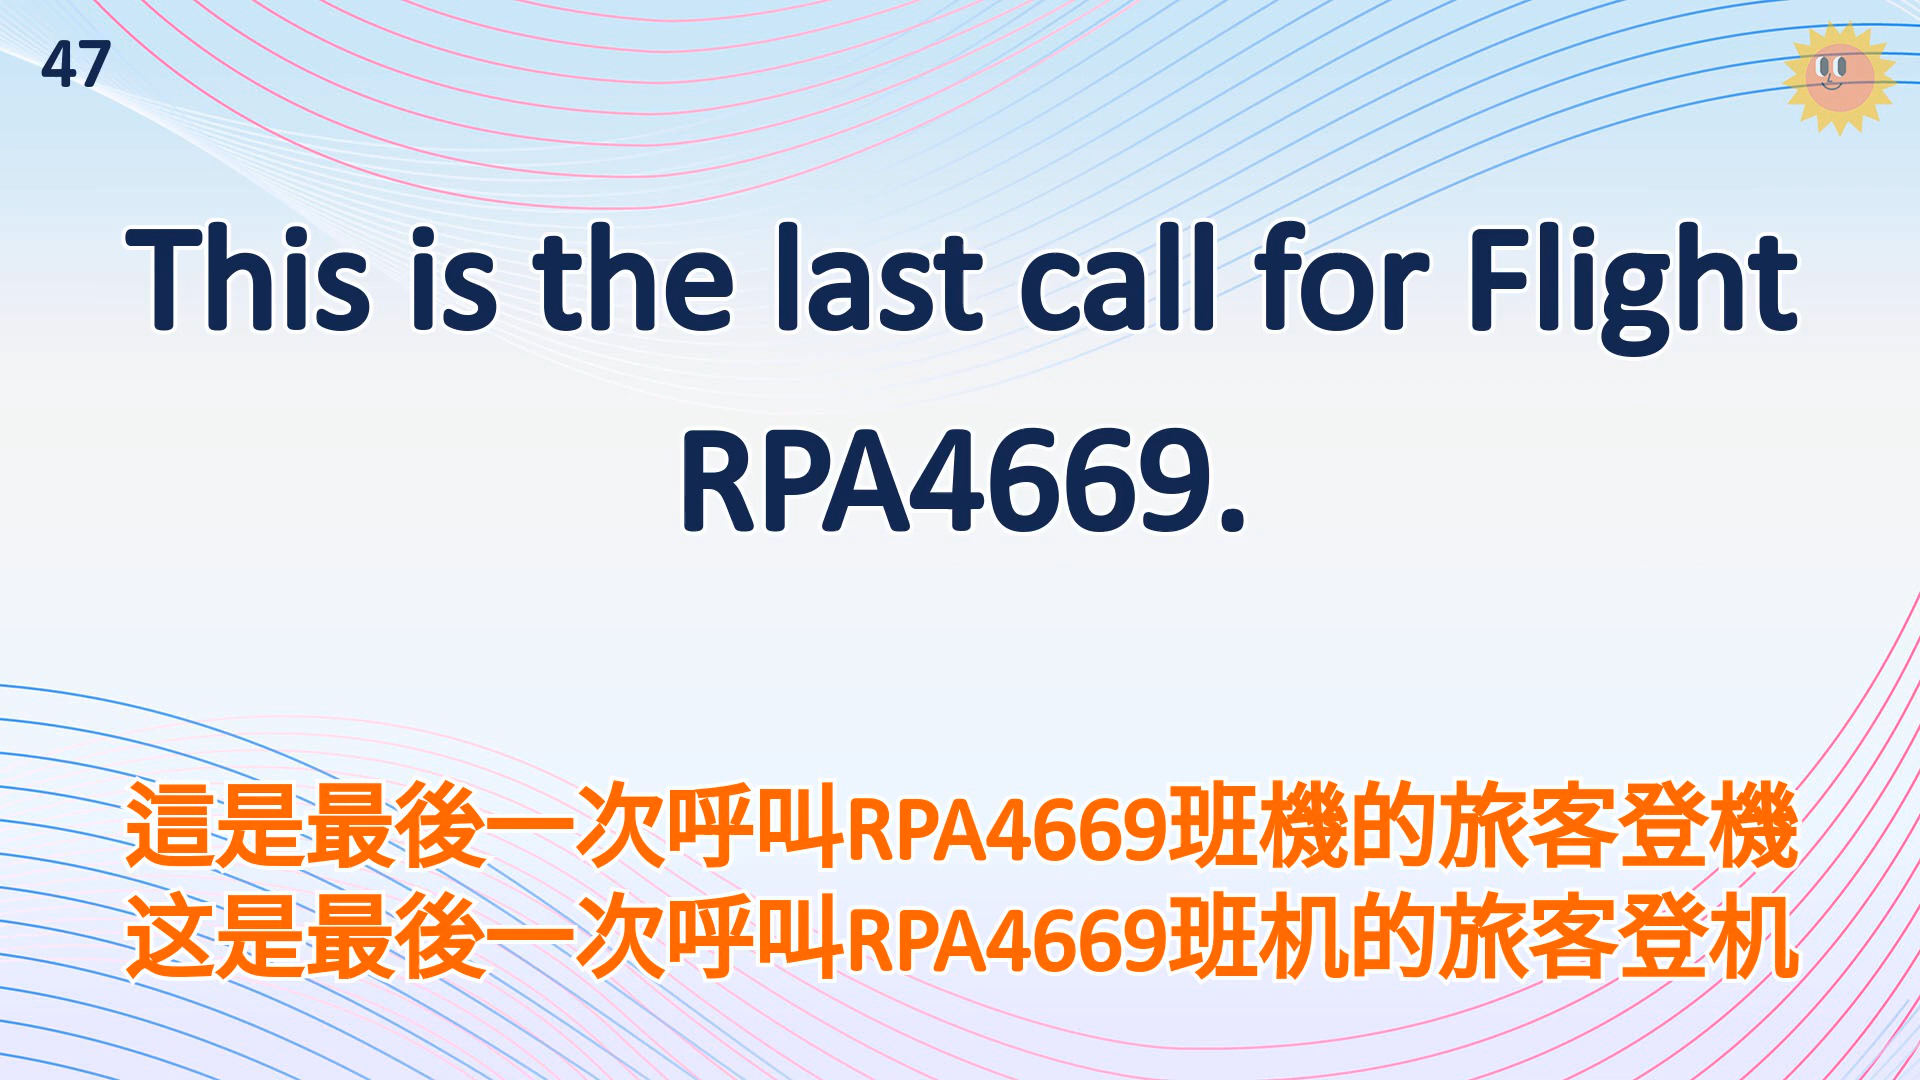 47
This is the last call for Flight
RPA4669.
這是最後一次呼叫RPA4669班機的旅客登機
这是最後一次呼叫RPA4669班机的旅客登机